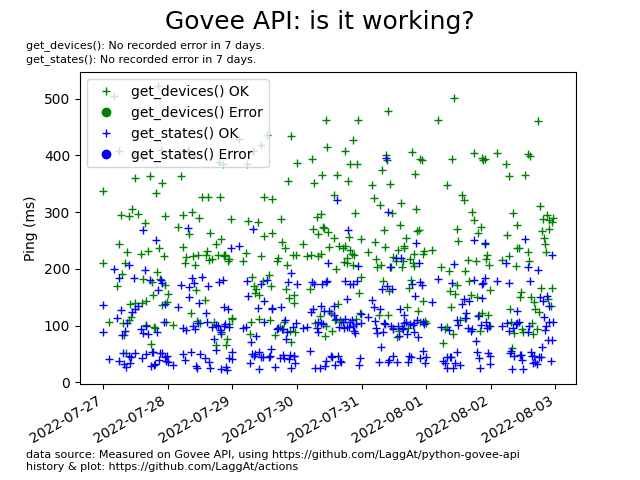 Govee API: is it working?
get_devices(): No recorded error in 7 days.
get_states(): No recorded error in 7 days.
get_devices() OK
get_devices() Error
get_states() OK
get_states() Error
Ping (ms)
500
400
300
200
100
0
2022-07-27
2022-07-28
2022-07-29
2022-07-30
2022-07-31
2022-08-01
2022-08-02
2022-08-03
data source: Measured on Govee API, using https://github.com/LaggAt/python-govee-api
history & plot: https://github.com/LaggAt/actions